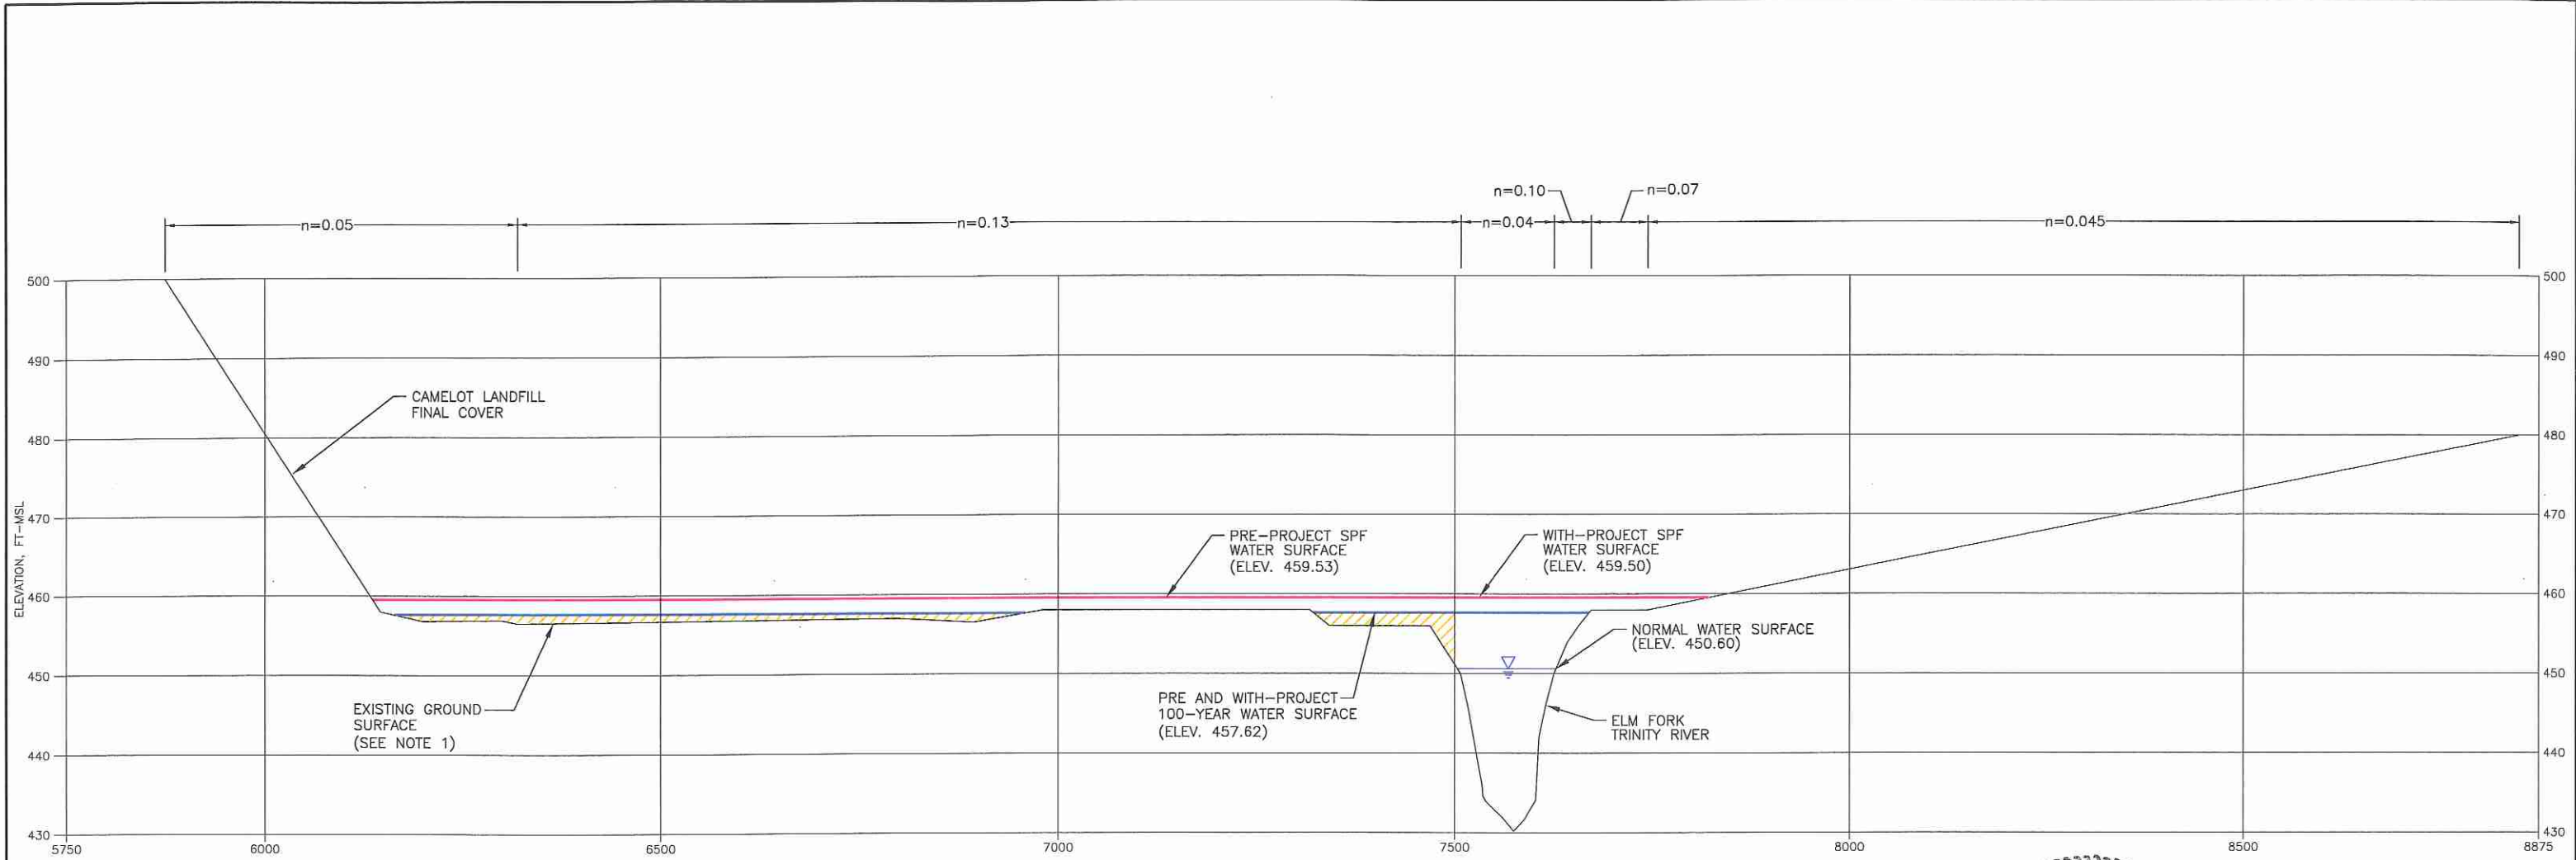 n=0.10
n=0.07
n=0.05
n=0.13
n=0.04
n=0.045
500
500
490
490
480
480
470
470
460
460
450
450
440
440
430
430
ELEVATION, FT-MSL
CAMELOT LANDFILL
FINAL COVER
PRE-PROJECT SPF
WATER SURFACE
(ELEV. 459.53)
WITH-PROJECT SPF
WATER SURFACE
(ELEV. 459.50)
NORMAL WATER SURFACE
(ELEV. 450.60)
EXISTING GROUND
SURFACE
(SEE NOTE 1)
PRE AND WITH-PROJECT
100-YEAR WATER SURFACE
(ELEV. 457.62)
ELM FORK
TRINITY RIVER
5750
6000
6500
7000
7500
8000
8500
8875